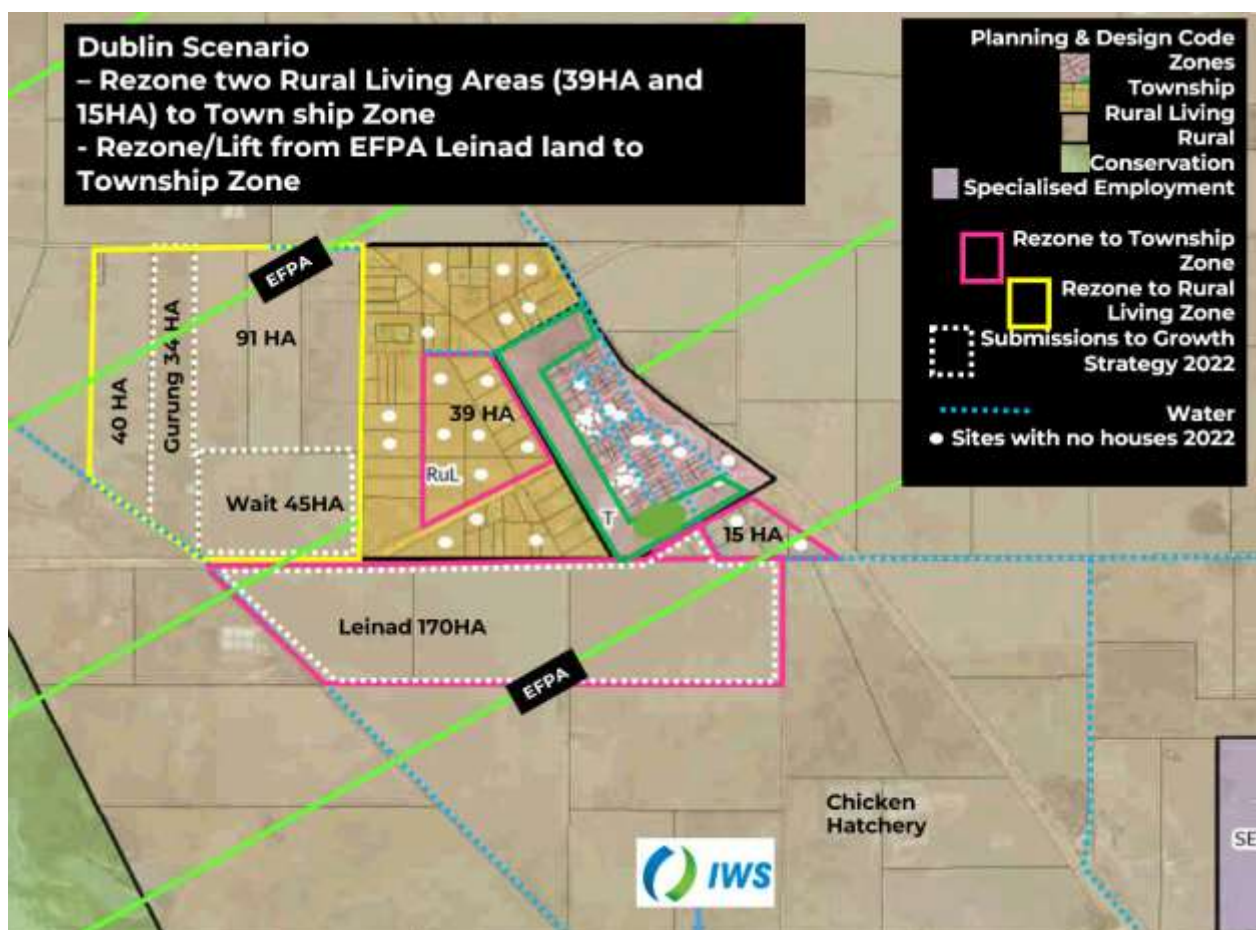 Dublin Scenario
– Rezone two Rural Living Areas (39HA and
15HA) to Town ship Zone
- Rezone/Lift from EFPA Leinad land to
Township Zone
Planning & Design Code
Zones
Township
Rural Living
Rural
Conservation
Specialised Employment
Rezone to Township
Zone
Rezone to Rural
Living Zone
Submissions to Growth
Strategy 2022
Water
Sites with no houses 2022
EFPA
40 HA
Gurung 34 HA
91 HA
39 HA
Wait 45HA
RuL
T
15 HA
Leinad 170HA
EFPA
Chicken
Hatchery
SE
IWS